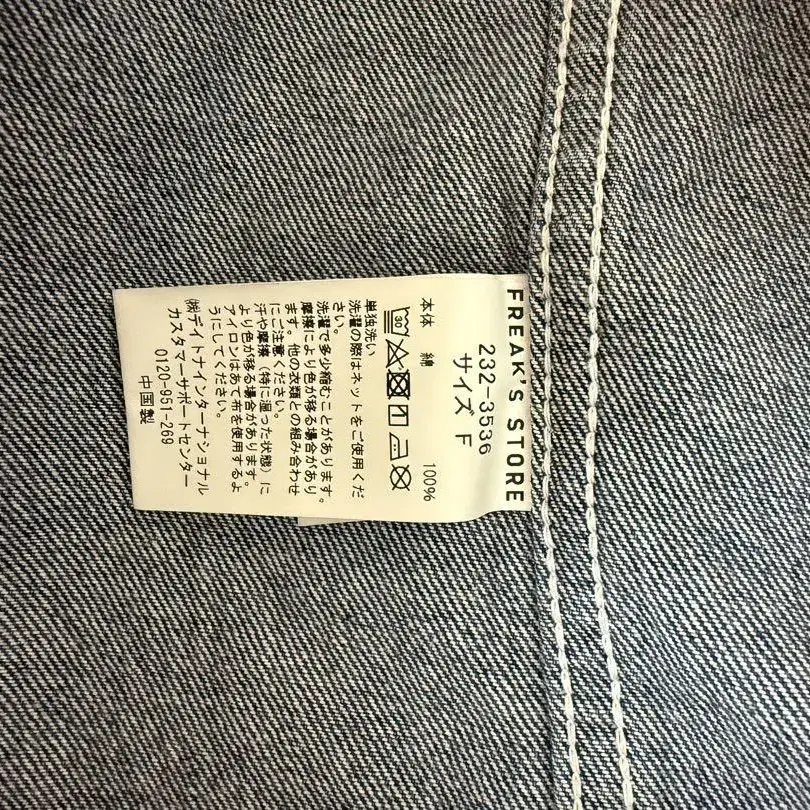 FREAK'S STORE
232-3536
サイズ F
本体 綿 100%
30
単独洗い
洗濯の際はネットをご使用くだ
さい。
洗濯で多少縮むことがあります。
摩擦により色が移る場合があり
ます。他の衣類との組み合わせ
にご注意ください。
汗や摩擦（特に湿った状態）に
より色が移る場合があります。
アイロンはあて布を使用するよ
うにしてください。
㈱デイトナインターナショナル
カスタマーサポートセンター
0120-951-269
中国製